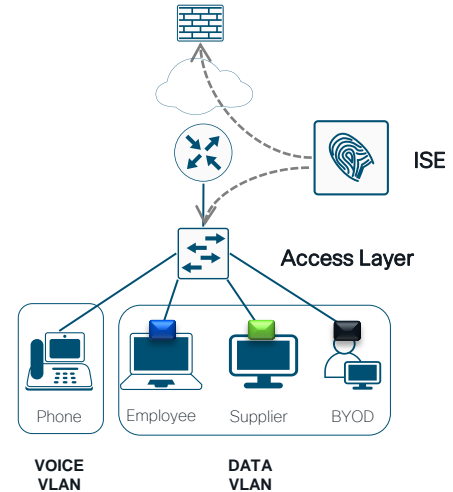 ISE
Access Layer
Phone
Employee
Supplier
BYOD
VOICE
VLAN
DATA
VLAN